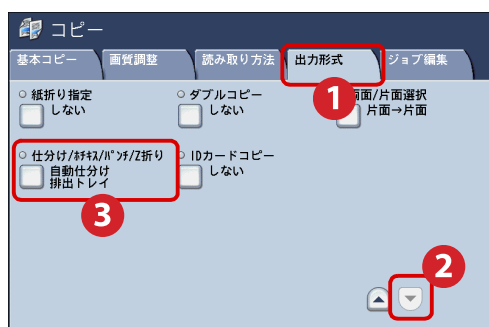 コピー
基本コピー 画質調整 読み取り方法 出力形式 ジョブ編集
紙折り指定 ダブルコピー 面/片面選択
しない しない 片面→片面
1
仕分け/ホチキス/パンチ/Z折り IDカードコピー
自動仕分け しない
排出トレイ
3
2